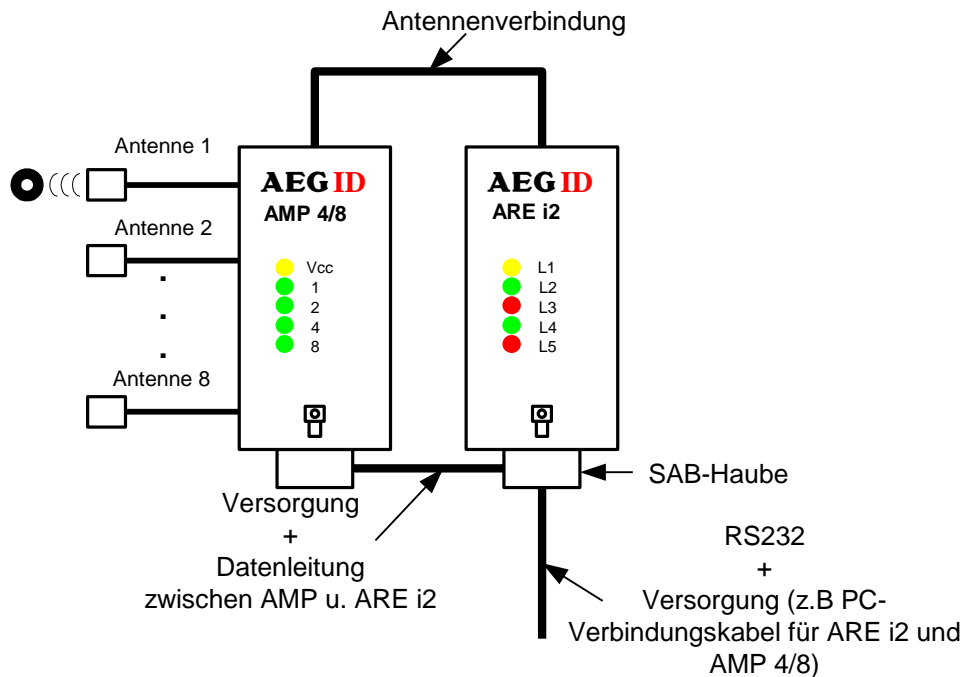 Antennenverbindung
Antenne 1
Antenne 2
.
.
.
Antenne 8
AEG ID
AMP 4/8
Vcc
1
2
4
8
AEG ID
ARE i2
L1
L2
L3
L4
L5
SAB-Haube
Versorgung
+
Datenleitung
zwischen AMP u. ARE i2
RS232
+
Versorgung (z.B PC-
Verbindungskabel für ARE i2 und
AMP 4/8)